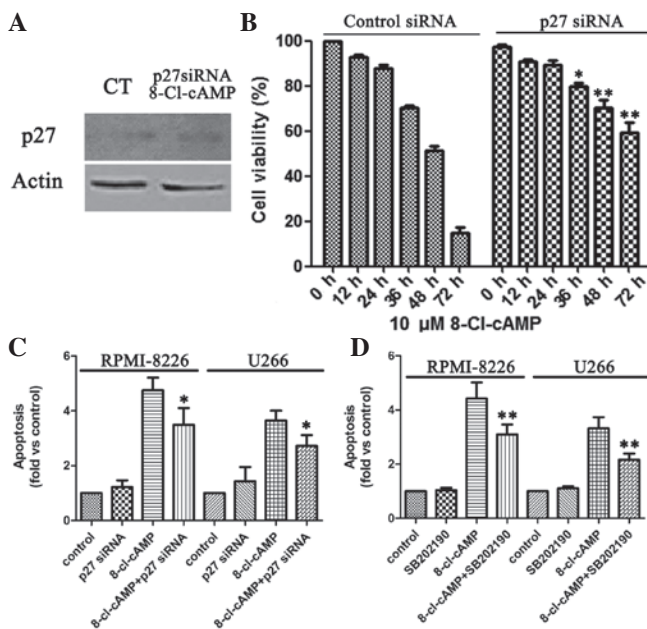 A
CT
p27siRNA
8-Cl-cAMP
p27
Actin
B
Control siRNA
p27 siRNA
Cell viability (%)
100
80
60
40
20
0
0 h
12 h
24 h
36 h
48 h
72 h
0 h
12 h
24 h
36 h
48 h
72 h
*
**
**
10 µM 8-Cl-cAMP
C
RPMI-8226
U266
Apoptosis
(fold vs control)
6
4
2
0
*
*
control
p27 siRNA
8-cl-cAMP
8-cl-cAMP+p27 siRNA
control
p27 siRNA
8-cl-cAMP
8-cl-cAMP+p27 siRNA
D
RPMI-8226
U266
Apoptosis
(fold vs control)
6
4
2
0
**
**
control
SB202190
8-cl-cAMP
8-cl-cAMP+SB202190
control
SB202190
8-cl-cAMP
8-cl-cAMP+SB202190